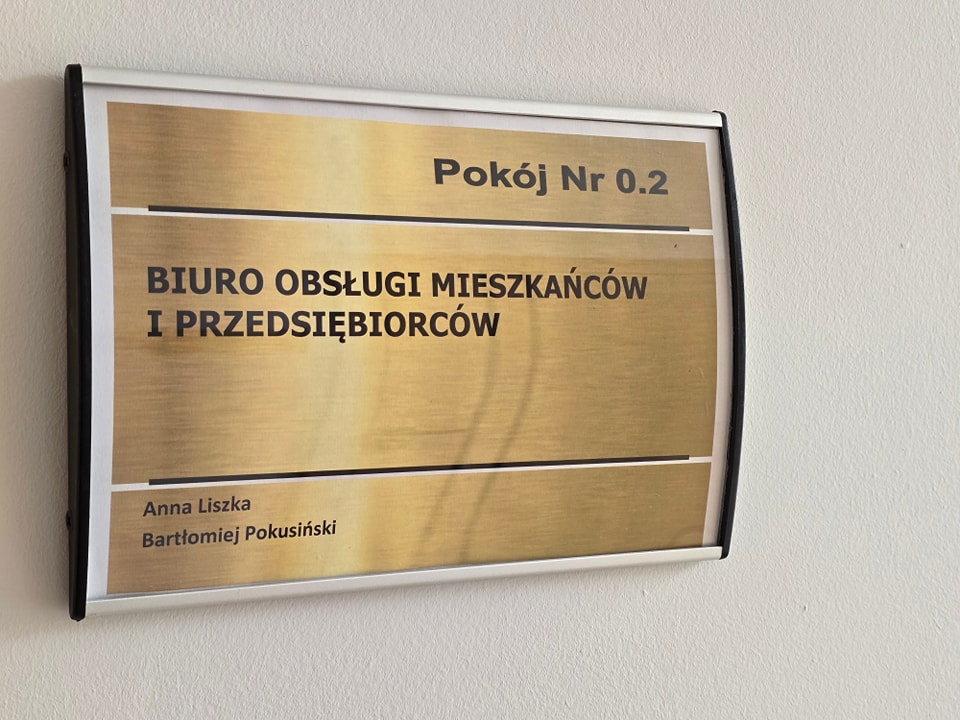 Pokój Nr 0.2
BIURO OBSŁUGI MIESZKAŃCÓW
I PRZEDSIĘBIORCÓW
Anna Liszka
Bartłomiej Pokusiński